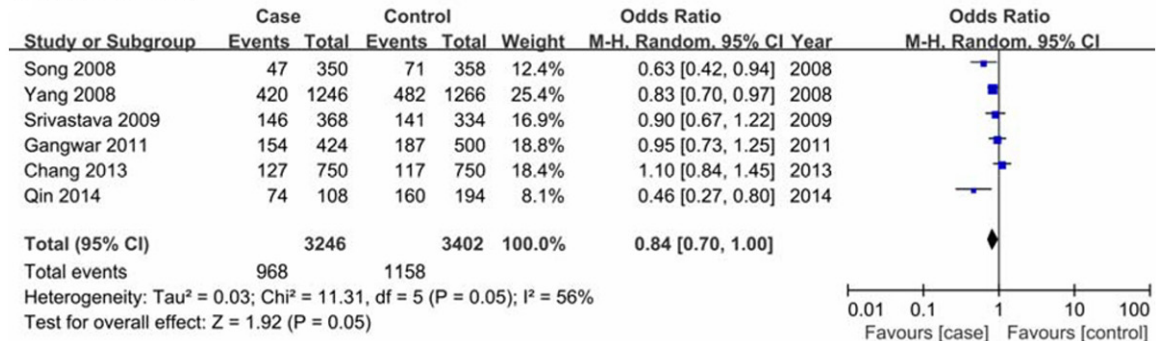 Case Control Odds Ratio Odds Ratio
Study or Subgroup Events Total Events Total Weight M-H. Random. 95% CI Year M-H. Random. 95% CI
Song 2008 47 350 71 358 12.4% 0.63 [0.42, 0.94] 2008
Yang 2008 420 1246 482 1266 25.4% 0.83 [0.70, 0.97] 2008
Srivastava 2009 146 368 141 334 16.9% 0.90 [0.67, 1.22] 2009
Gangwar 2011 154 424 187 500 18.8% 0.95 [0.73, 1.25] 2011
Chang 2013 127 750 117 750 18.4% 1.10 [0.84, 1.45] 2013
Qin 2014 74 108 160 194 8.1% 0.46 [0.27, 0.80] 2014
Total (95% CI) 3246 3402 100.0% 0.84 [0.70, 1.00]
Total events 968 1158
Heterogeneity: Tau² = 0.03; Chi² = 11.31, df = 5 (P = 0.05); I² = 56%
Test for overall effect: Z = 1.92 (P = 0.05)
0.01 0.1 1 10 100
Favours [case] Favours [control]